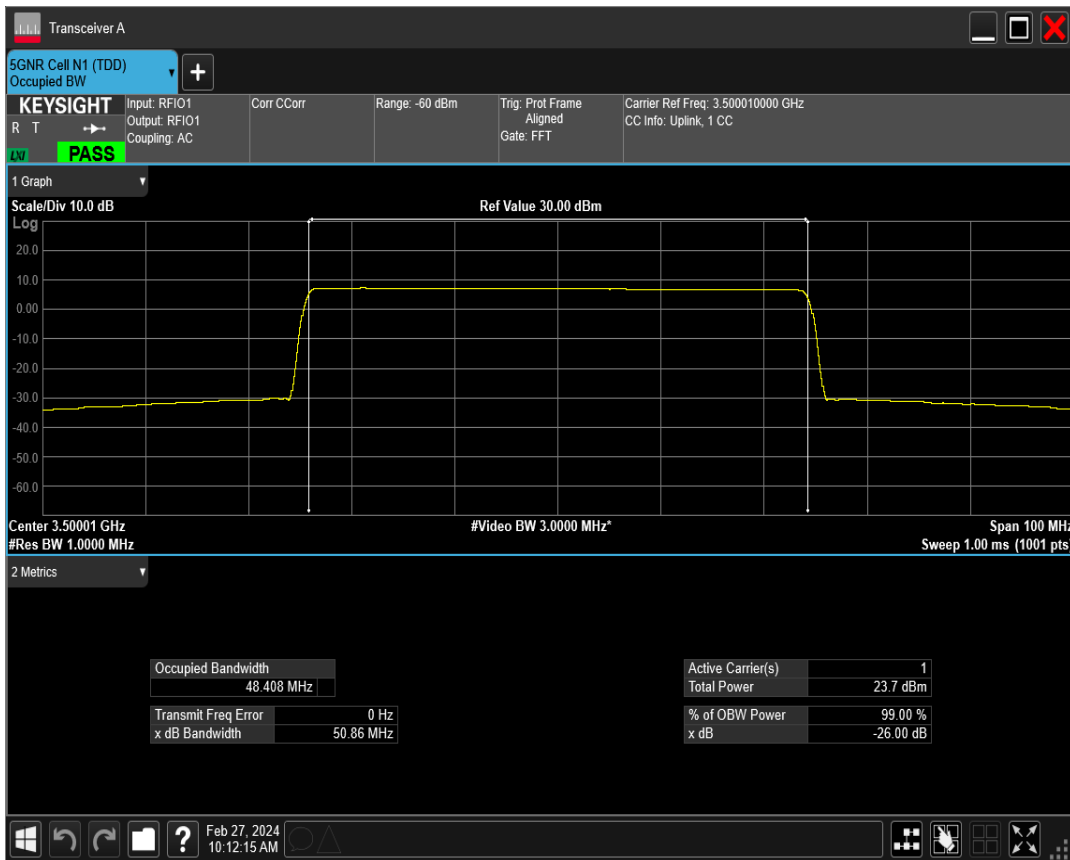 Transceiver A
5GNR Cell N1 (TDD)
Occupied BW
+
KEYSIGHT
R T
LXI
PASS
Input: RFIO1
Output: RFIO1
Coupling: AC
Corr CCorr
Range: -60 dBm
Trig: Prot Frame
Aligned
Gate: FFT
Carrier Ref Freq: 3.500010000 GHz
CC Info: Uplink, 1 CC
1 Graph
Scale/Div 10.0 dB
Ref Value 30.00 dBm
Log
20.0
10.0
0.00
-10.0
-20.0
-30.0
-40.0
-50.0
-60.0
Center 3.50001 GHz
#Video BW 3.0000 MHz*
Span 100 MHz
#Res BW 1.0000 MHz
Sweep 1.00 ms (1001 pts)
2 Metrics
Occupied Bandwidth
48.408 MHz
Transmit Freq Error 0 Hz
x dB Bandwidth 50.86 MHz
Active Carrier(s) 1
Total Power 23.7 dBm
% of OBW Power 99.00 %
x dB -26.00 dB
?
Feb 27, 2024
10:12:15 AM